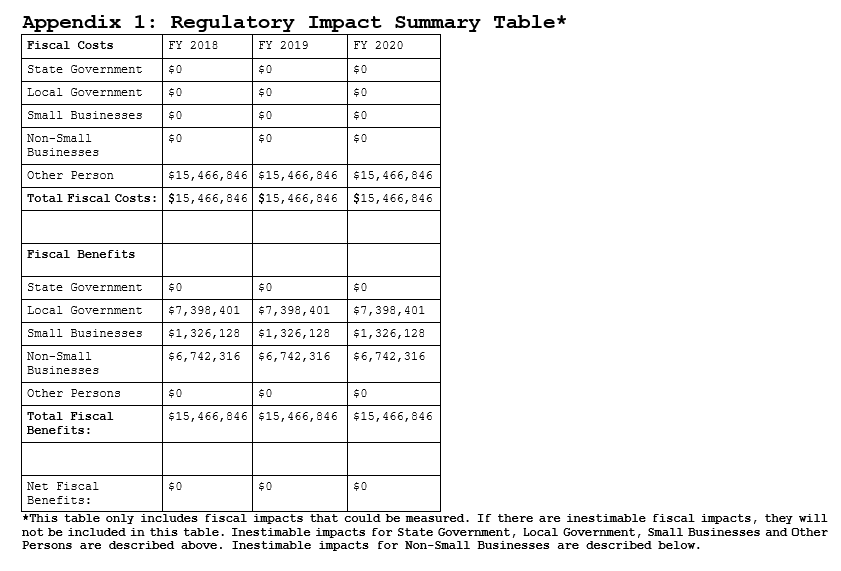 Appendix 1: Regulatory Impact Summary Table*
Fiscal Costs FY 2018 FY 2019 FY 2020
State Government $0 $0 $0
Local Government $0 $0 $0
Small Businesses $0 $0 $0
Non-Small Businesses $0 $0 $0
Other Person $15,466,846 $15,466,846 $15,466,846
Total Fiscal Costs: $15,466,846 $15,466,846 $15,466,846
Fiscal Benefits
State Government $0 $0 $0
Local Government $7,398,401 $7,398,401 $7,398,401
Small Businesses $1,326,128 $1,326,128 $1,326,128
Non-Small Businesses $6,742,316 $6,742,316 $6,742,316
Other Persons $0 $0 $0
Total Fiscal Benefits: $15,466,846 $15,466,846 $15,466,846
Net Fiscal Benefits: $0 $0 $0
*This table only includes fiscal impacts that could be measured. If there are inestimable fiscal impacts, they will
not be included in this table. Inestimable impacts for State Government, Local Government, Small Businesses and Other
Persons are described above. Inestimable impacts for Non-Small Businesses are described below.